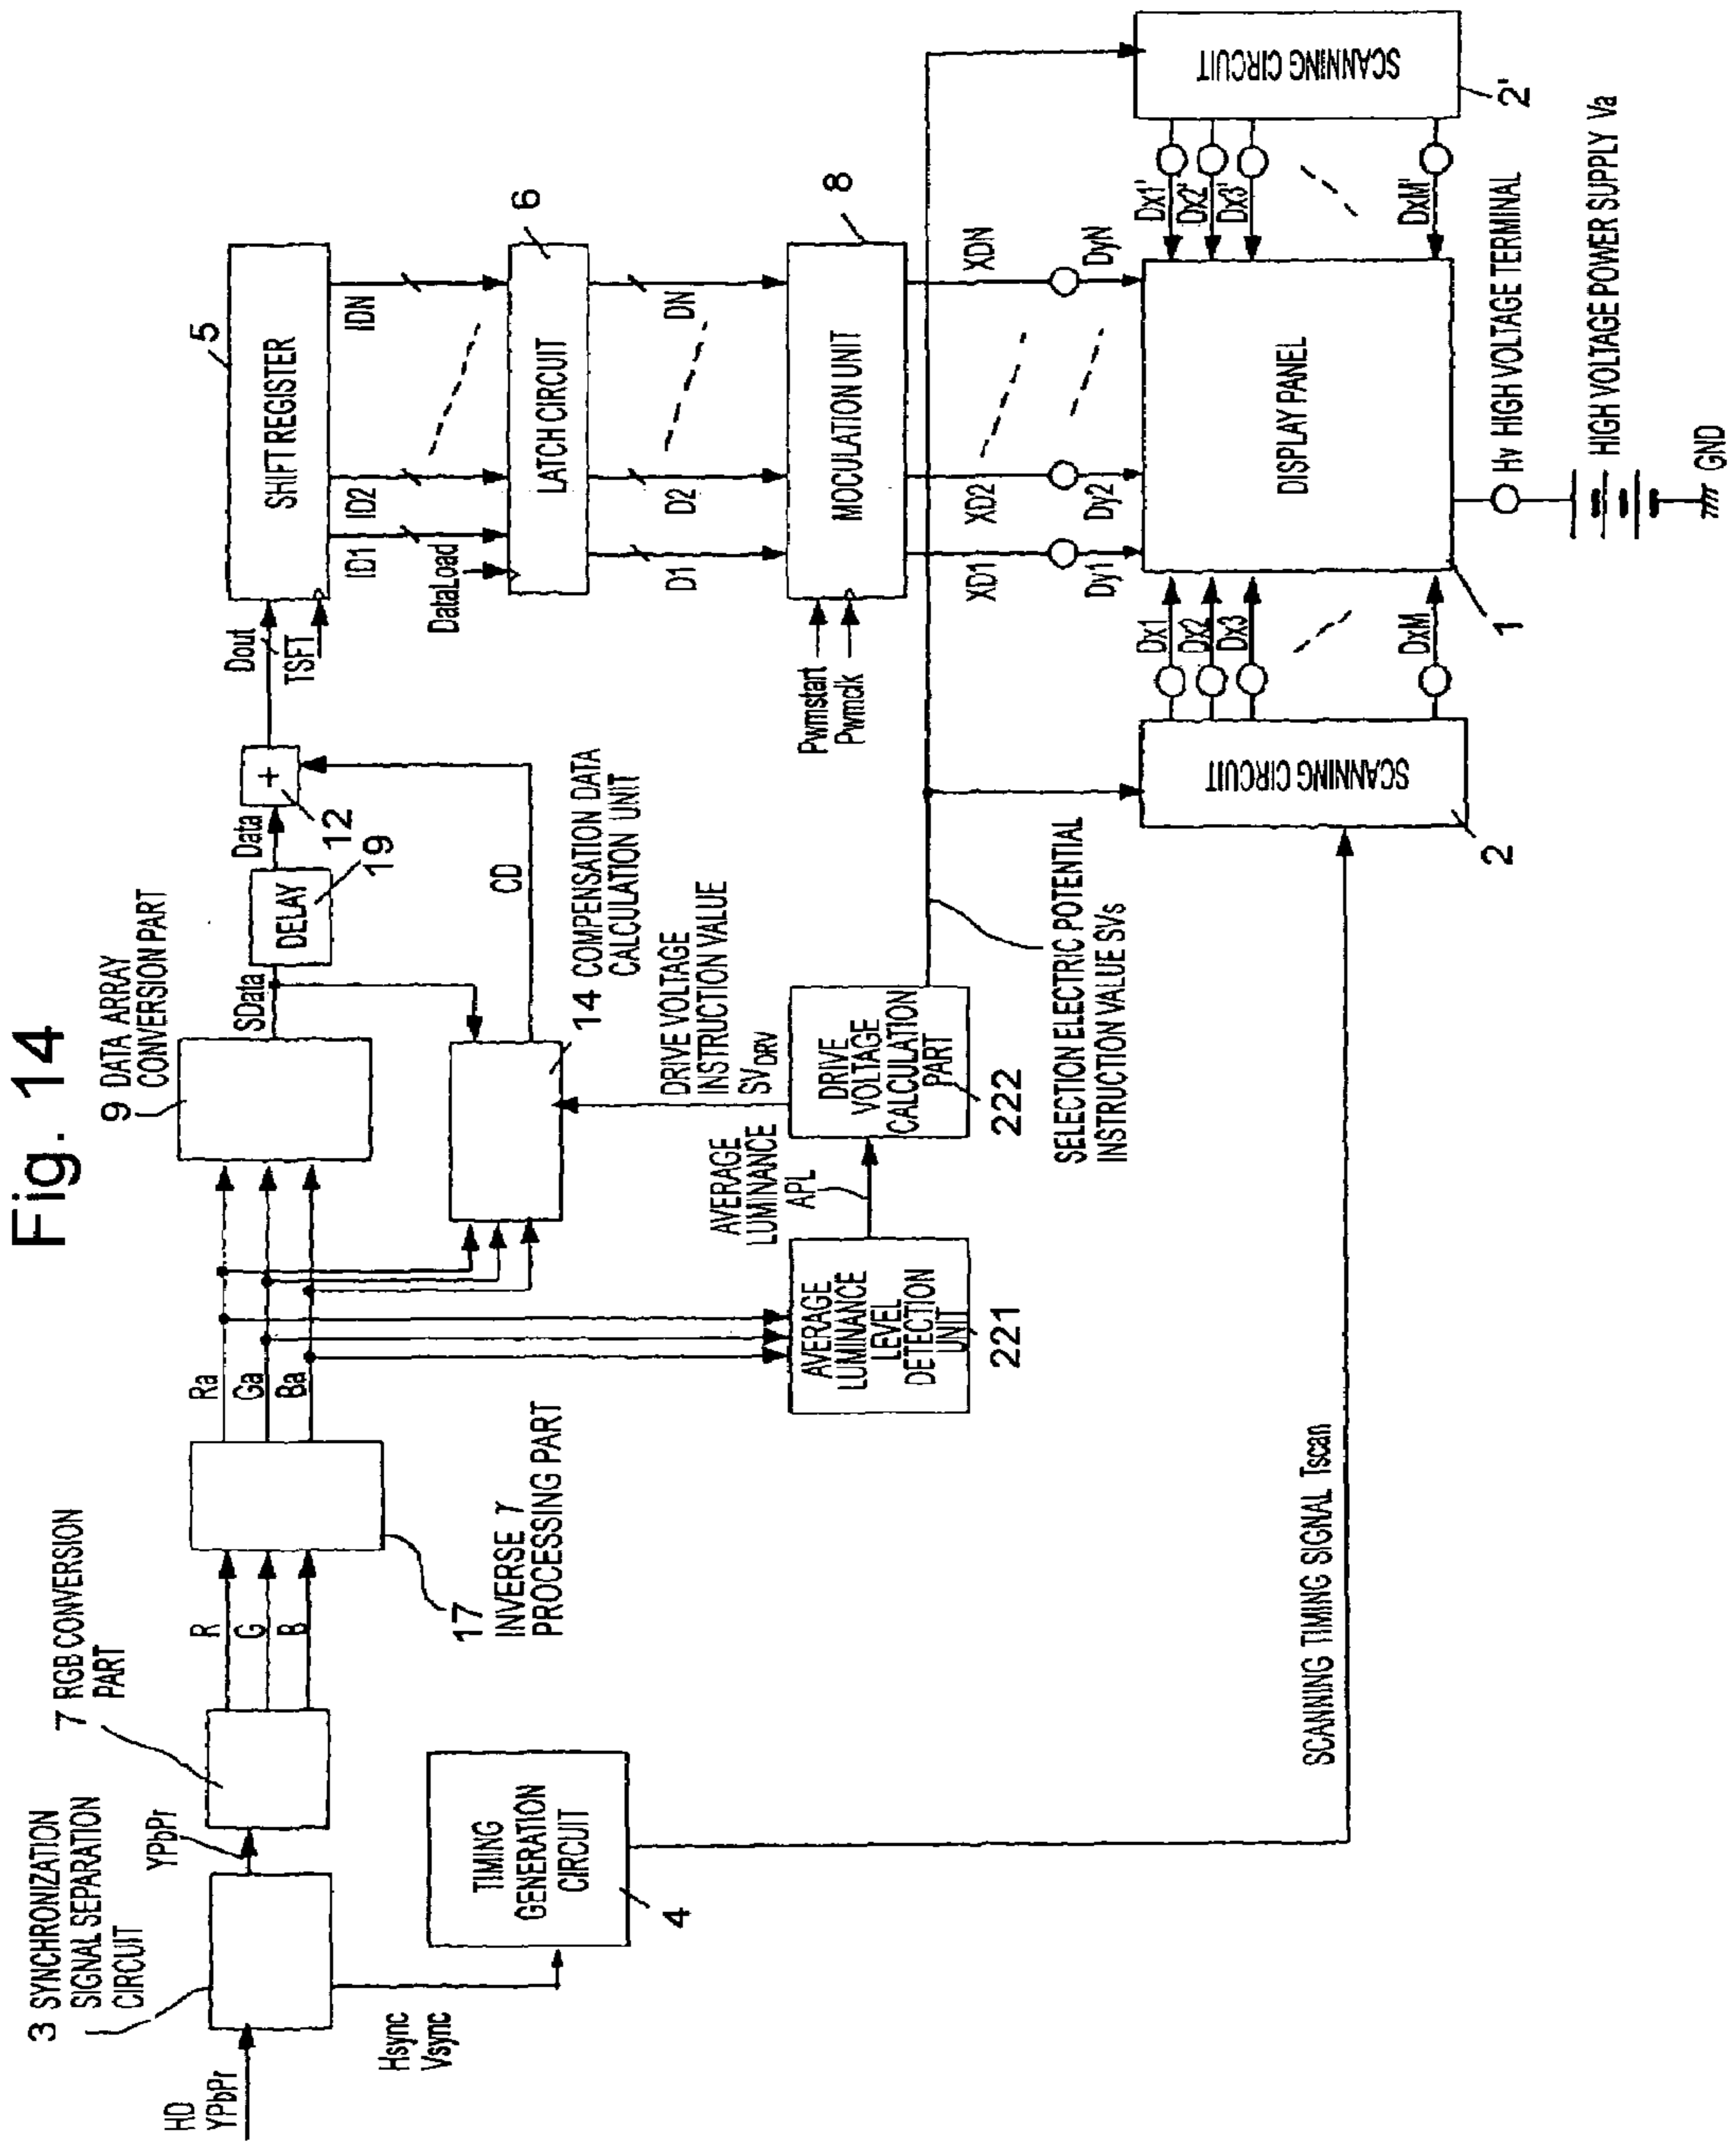 Fig. 14
HD
YPbPr
3 SYNCHRONIZATION
SIGNAL SEPARATION
CIRCUIT
YPbPr
Hsync
Vsync
7 RGB CONVERSION
PART
R
G
B
TIMING
GENERATION
CIRCUIT
4
17
INVERSE γ
PROCESSING PART
Ra
Ga
Ba
9 DATA ARRAY
CONVERSION PART
SData
DELAY
19
Data
+
12
CD
14 COMPENSATION DATA
CALCULATION UNIT
DRIVE VOLTAGE
INSTRUCTION VALUE
SVDRV
AVERAGE
LUMINANCE
LEVEL
DETECTION
UNIT
221
AVERAGE
LUMINANCE
APL
DRIVE
VOLTAGE
CALCULATION
PART
222
SELECTION ELECTRIC POTENTIAL
INSTRUCTION VALUE SVs
SCANNING TIMING SIGNAL Tscan
Dout
TSFT
5
SHIFT REGISTER
ID1
ID2
IDN
DataLoad
6
LATCH CIRCUIT
D1
D2
DN
Pwmstart
Pwmclk
8
MOCULATION UNIT
XD1
XD2
XDN
Dy1
Dy2
DyN
SCANNING CIRCUIT
2
Dx1
Dx2
Dx3
DxM
DISPLAY PANEL
1
Dx1'
Dx2'
Dx3'
DxM'
SCANNING CIRCUIT
2'
Hv HIGH VOLTAGE TERMINAL
HIGH VOLTAGE POWER SUPPLY Va
GND